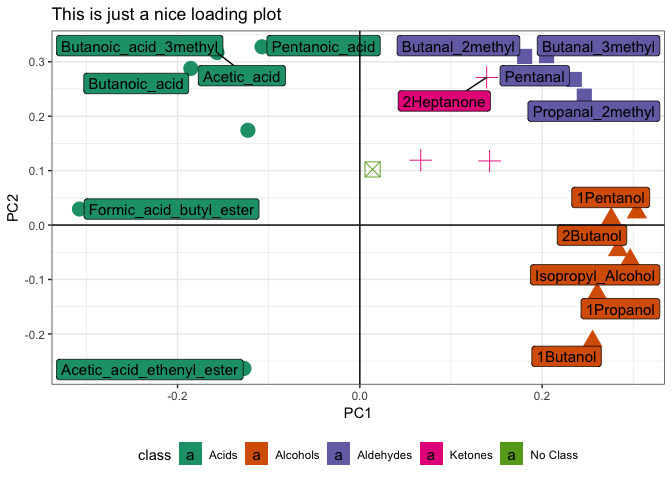 This is just a nice loading plot
Butanoic_acid_3methyl
Pentanoic_acid
Butanal_2methyl
Butanal_3methyl
Butanoic_acid
Acetic_acid
Pentanal
2Heptanone
Propanal_2methyl
Formic_acid_butyl_ester
1Pentanol
2Butanol
Isopropyl_Alcohol
1Propanol
1Butanol
Acetic_acid_ethenyl_ester
0.3
0.2
0.1
0.0
-0.1
-0.2
PC2
-0.2
0.0
0.2
PC1
class
a Acids
a Alcohols
a Aldehydes
a Ketones
a No Class